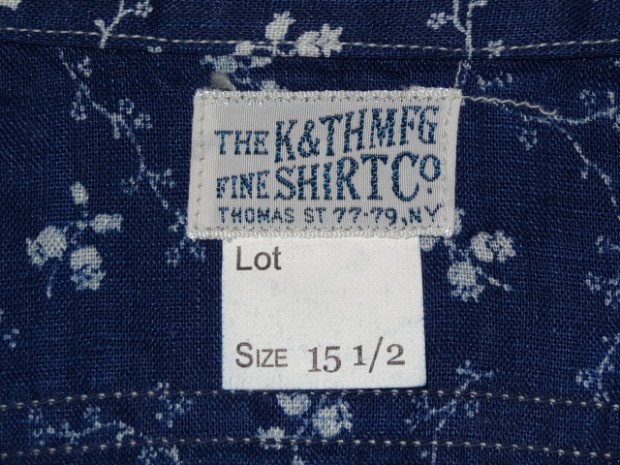 THE K&THMFG
FINE SHIRT Co
THOMAS ST 77-79, NY
Lot
SIZE 15 1/2